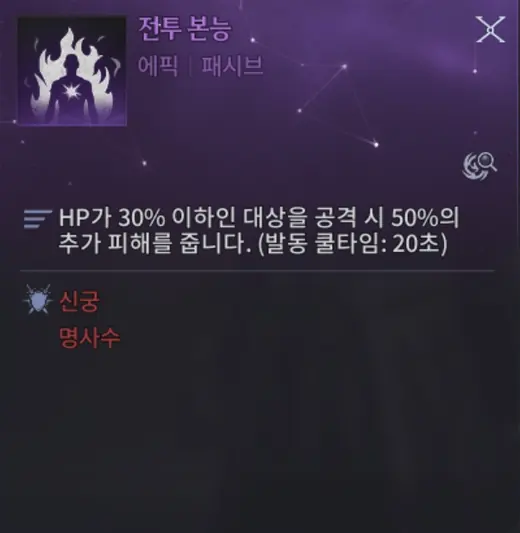 전투 본능
에픽 | 패시브
HP가 30% 이하인 대상을 공격 시 50%의
추가 피해를 줍니다. (발동 쿨타임: 20초)
신궁
명사수